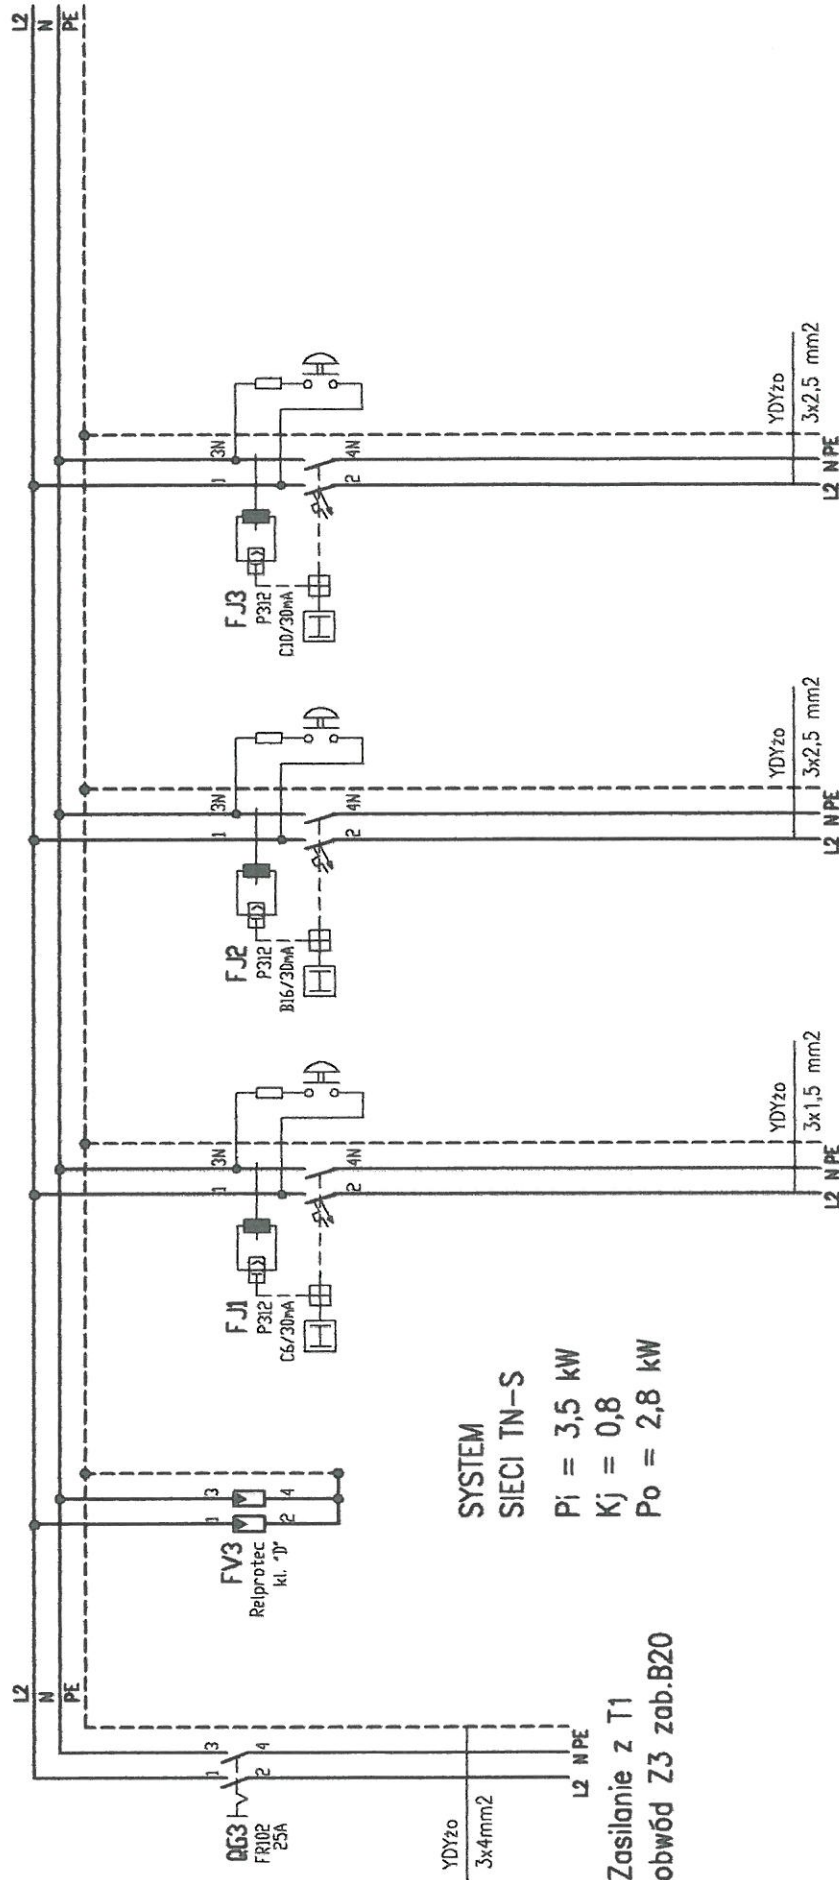 L2
N
PE
L2
N
PE
1
3
QG3
FR102
25A
2
4
YDYżo
3x4mm2
L2 N PE
Zasilanie z T1
obwód Z3 zab.B20
1
3
FV3
Relprotec
kl. "D"
2
4
SYSTEM
SIECI TN-S
Pi = 3,5 kW
Kj = 0,8
Po = 2,8 kW
1
3N
FJ1
P312
C6/30mA
2
4N
YDYżo
3x1,5 mm2
L2 N PE
1
3N
FJ2
P312
B16/30mA
2
4N
YDYżo
3x2,5 mm2
L2 N PE
1
3N
FJ3
P312
C10/30mA
2
4N
YDYżo
3x2,5 mm2
L2 N PE